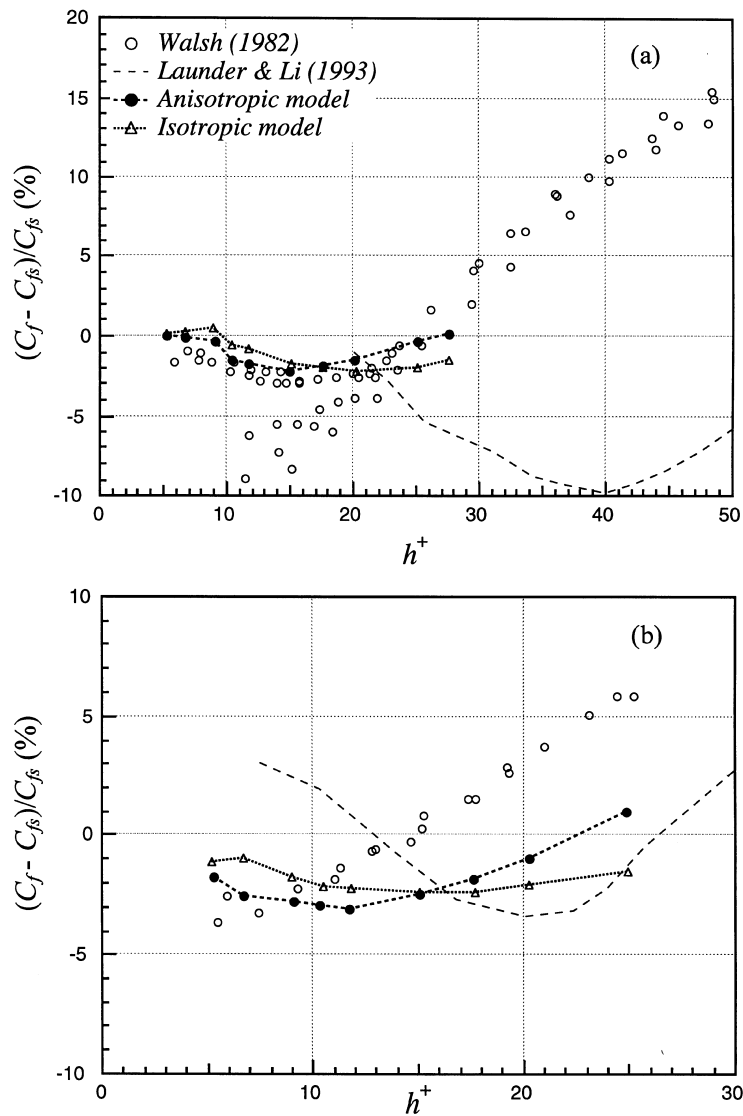 20
Walsh (1982)
(a)
Launder & Li (1993)
15
Anisotropic model
Isotropic model
10
5
0
-5
-10
(Cf - Cfs)/Cfs (%)
0 10 20 30 40 50
h+
10
(b)
5
0
-5
-10
(Cf - Cfs)/Cfs (%)
0 10 20 30
h+